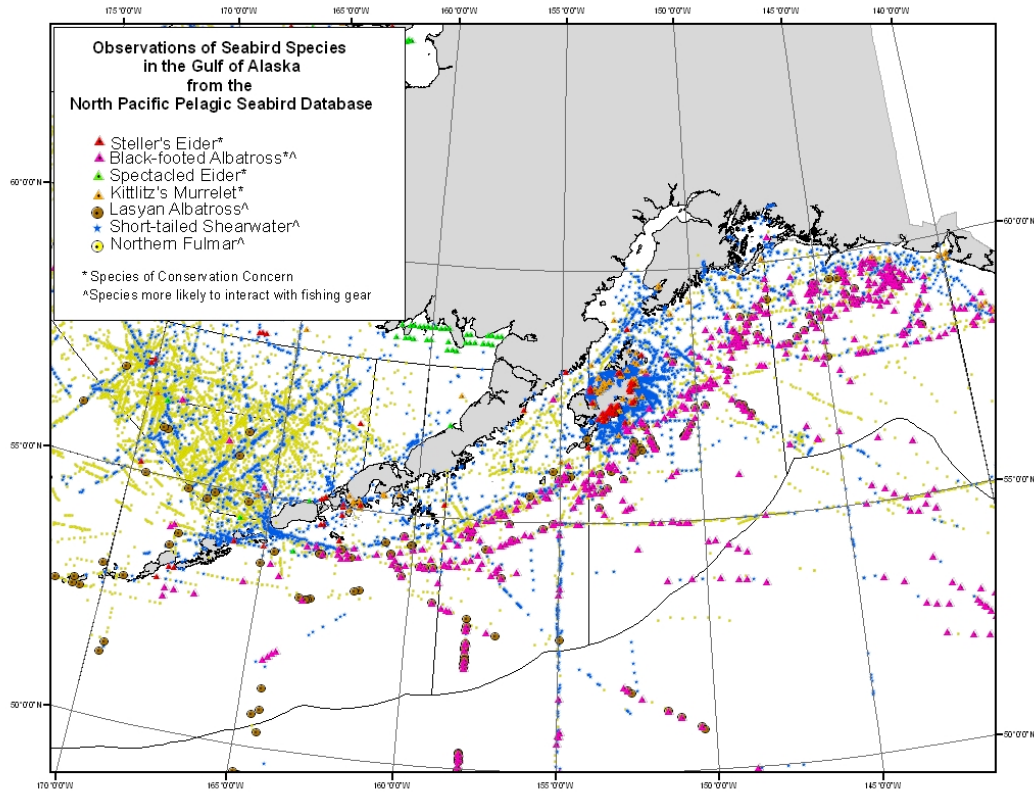 175°0'0"W
170°0'0"W
165°0'0"W
160°0'0"W
155°0'0"W
150°0'0"W
145°0'0"W
140°0'0"W
Observations of Seabird Species
in the Gulf of Alaska
from the
North Pacific Pelagic Seabird Database
Steller's Eider*
Black-footed Albatross*^
Spectacled Eider*
Kittlitz's Murrelet*
Lasyan Albatross^
Short-tailed Shearwater^
Northern Fulmar^
* Species of Conservation Concern
^Species more likely to interact with fishing gear
60°0'0"N
60°0'0"N
55°0'0"N
55°0'0"N
50°0'0"N
50°0'0"N
170°0'0"W
165°0'0"W
160°0'0"W
155°0'0"W
150°0'0"W
145°0'0"W